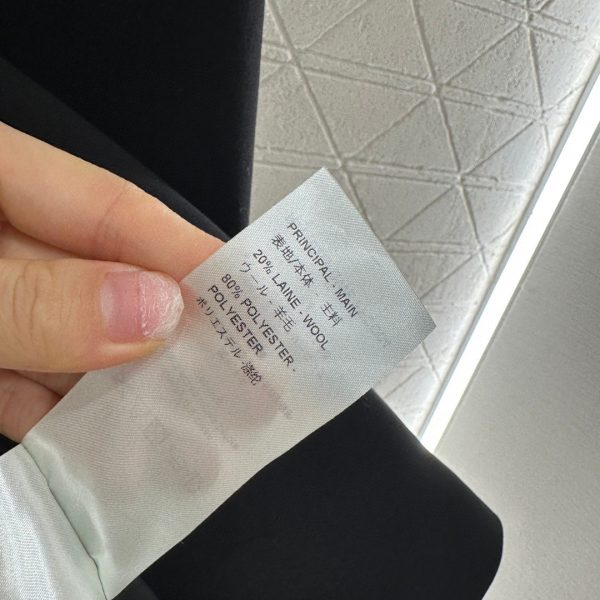 PRINCIPAL - MAIN
表地/本体 - 主料
20% LAINE - WOOL
ウール - 羊毛
80% POLYESTER -
POLYESTER
ポリエステル - 涤纶